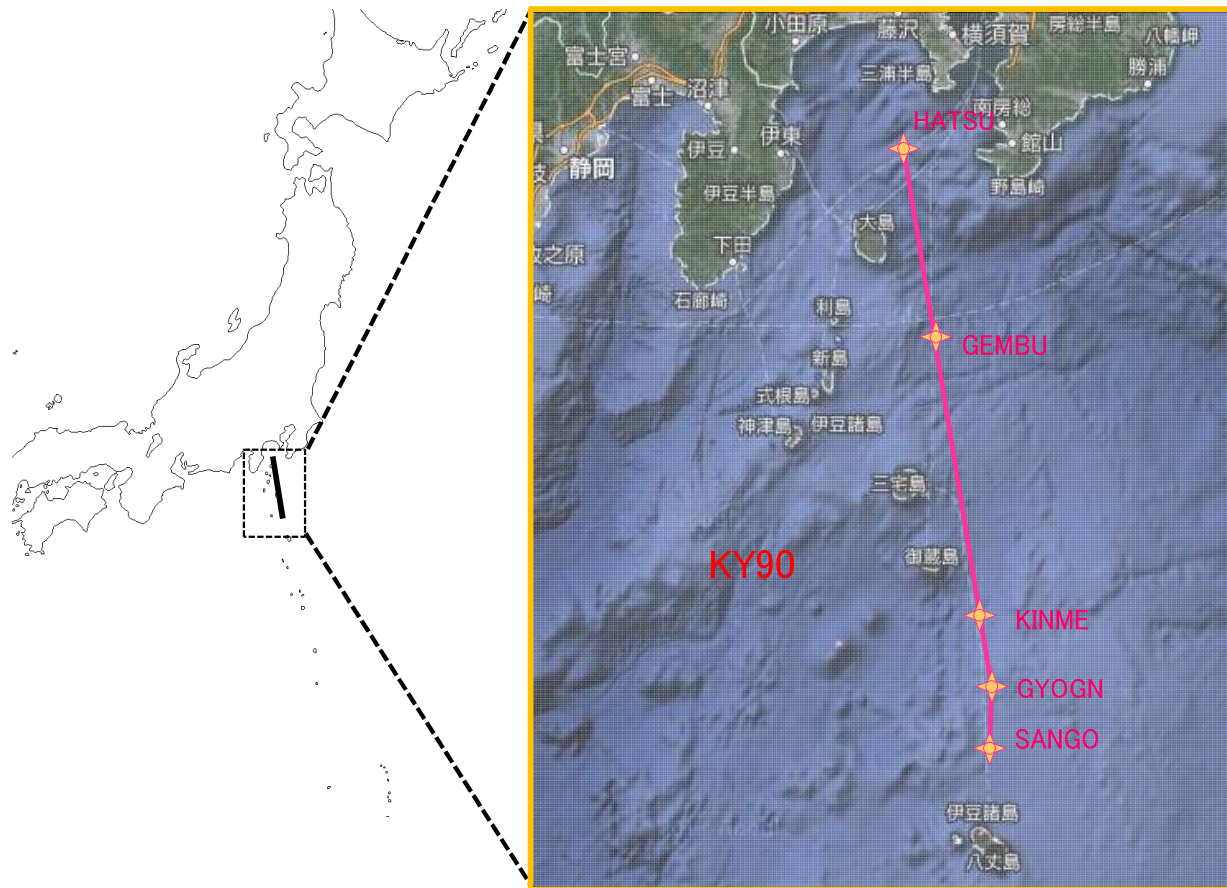 小田原
藤沢
横須賀
房総半島
八幡岬
富士宮
三浦半島
勝浦
富士
沼津
南房総
HATSU
伊豆
伊東
館山
静岡
伊豆半島
野島崎
大島
下田
牧之原
石廊崎
崎
利島
GEMBU
新島
式根島
神津島
伊豆諸島
三宅島
御蔵島
KY90
KINME
GYOGN
SANGO
伊豆諸島
八丈島